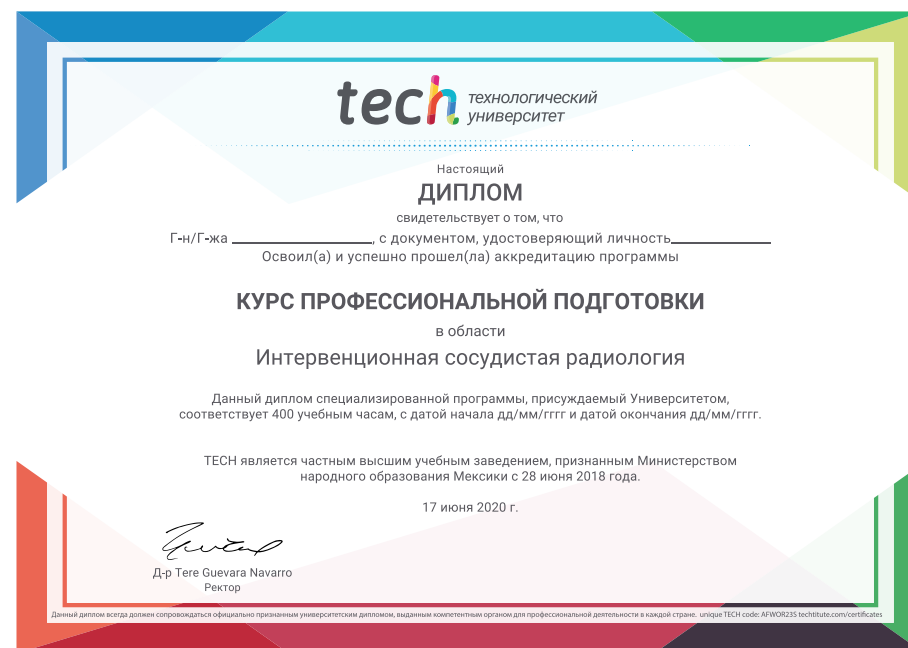 tech технологический
университет
Настоящий
ДИПЛОМ
свидетельствует о том, что
Г-н/Г-жа ____________________, с документом, удостоверяющий личность______________
Освоил(а) и успешно прошел(ла) аккредитацию программы
КУРС ПРОФЕССИОНАЛЬНОЙ ПОДГОТОВКИ
в области
Интервенционная сосудистая радиология
Данный диплом специализированной программы, присуждаемый Университетом,
соответствует 400 учебным часам, с датой начала дд/мм/гггг и датой окончания дд/мм/гггг.
TECH является частным высшим учебным заведением, признанным Министерством
народного образования Мексики с 28 июня 2018 года.
17 июня 2020 г.
Д-р Tere Guevara Navarro
Ректор
Данный диплом всегда должен сопровождаться официально признанным университетским дипломом, выданным компетентным органом для профессиональной деятельности в каждой стране. unique TECH code: AFWOR23S techtitute.com/certificates